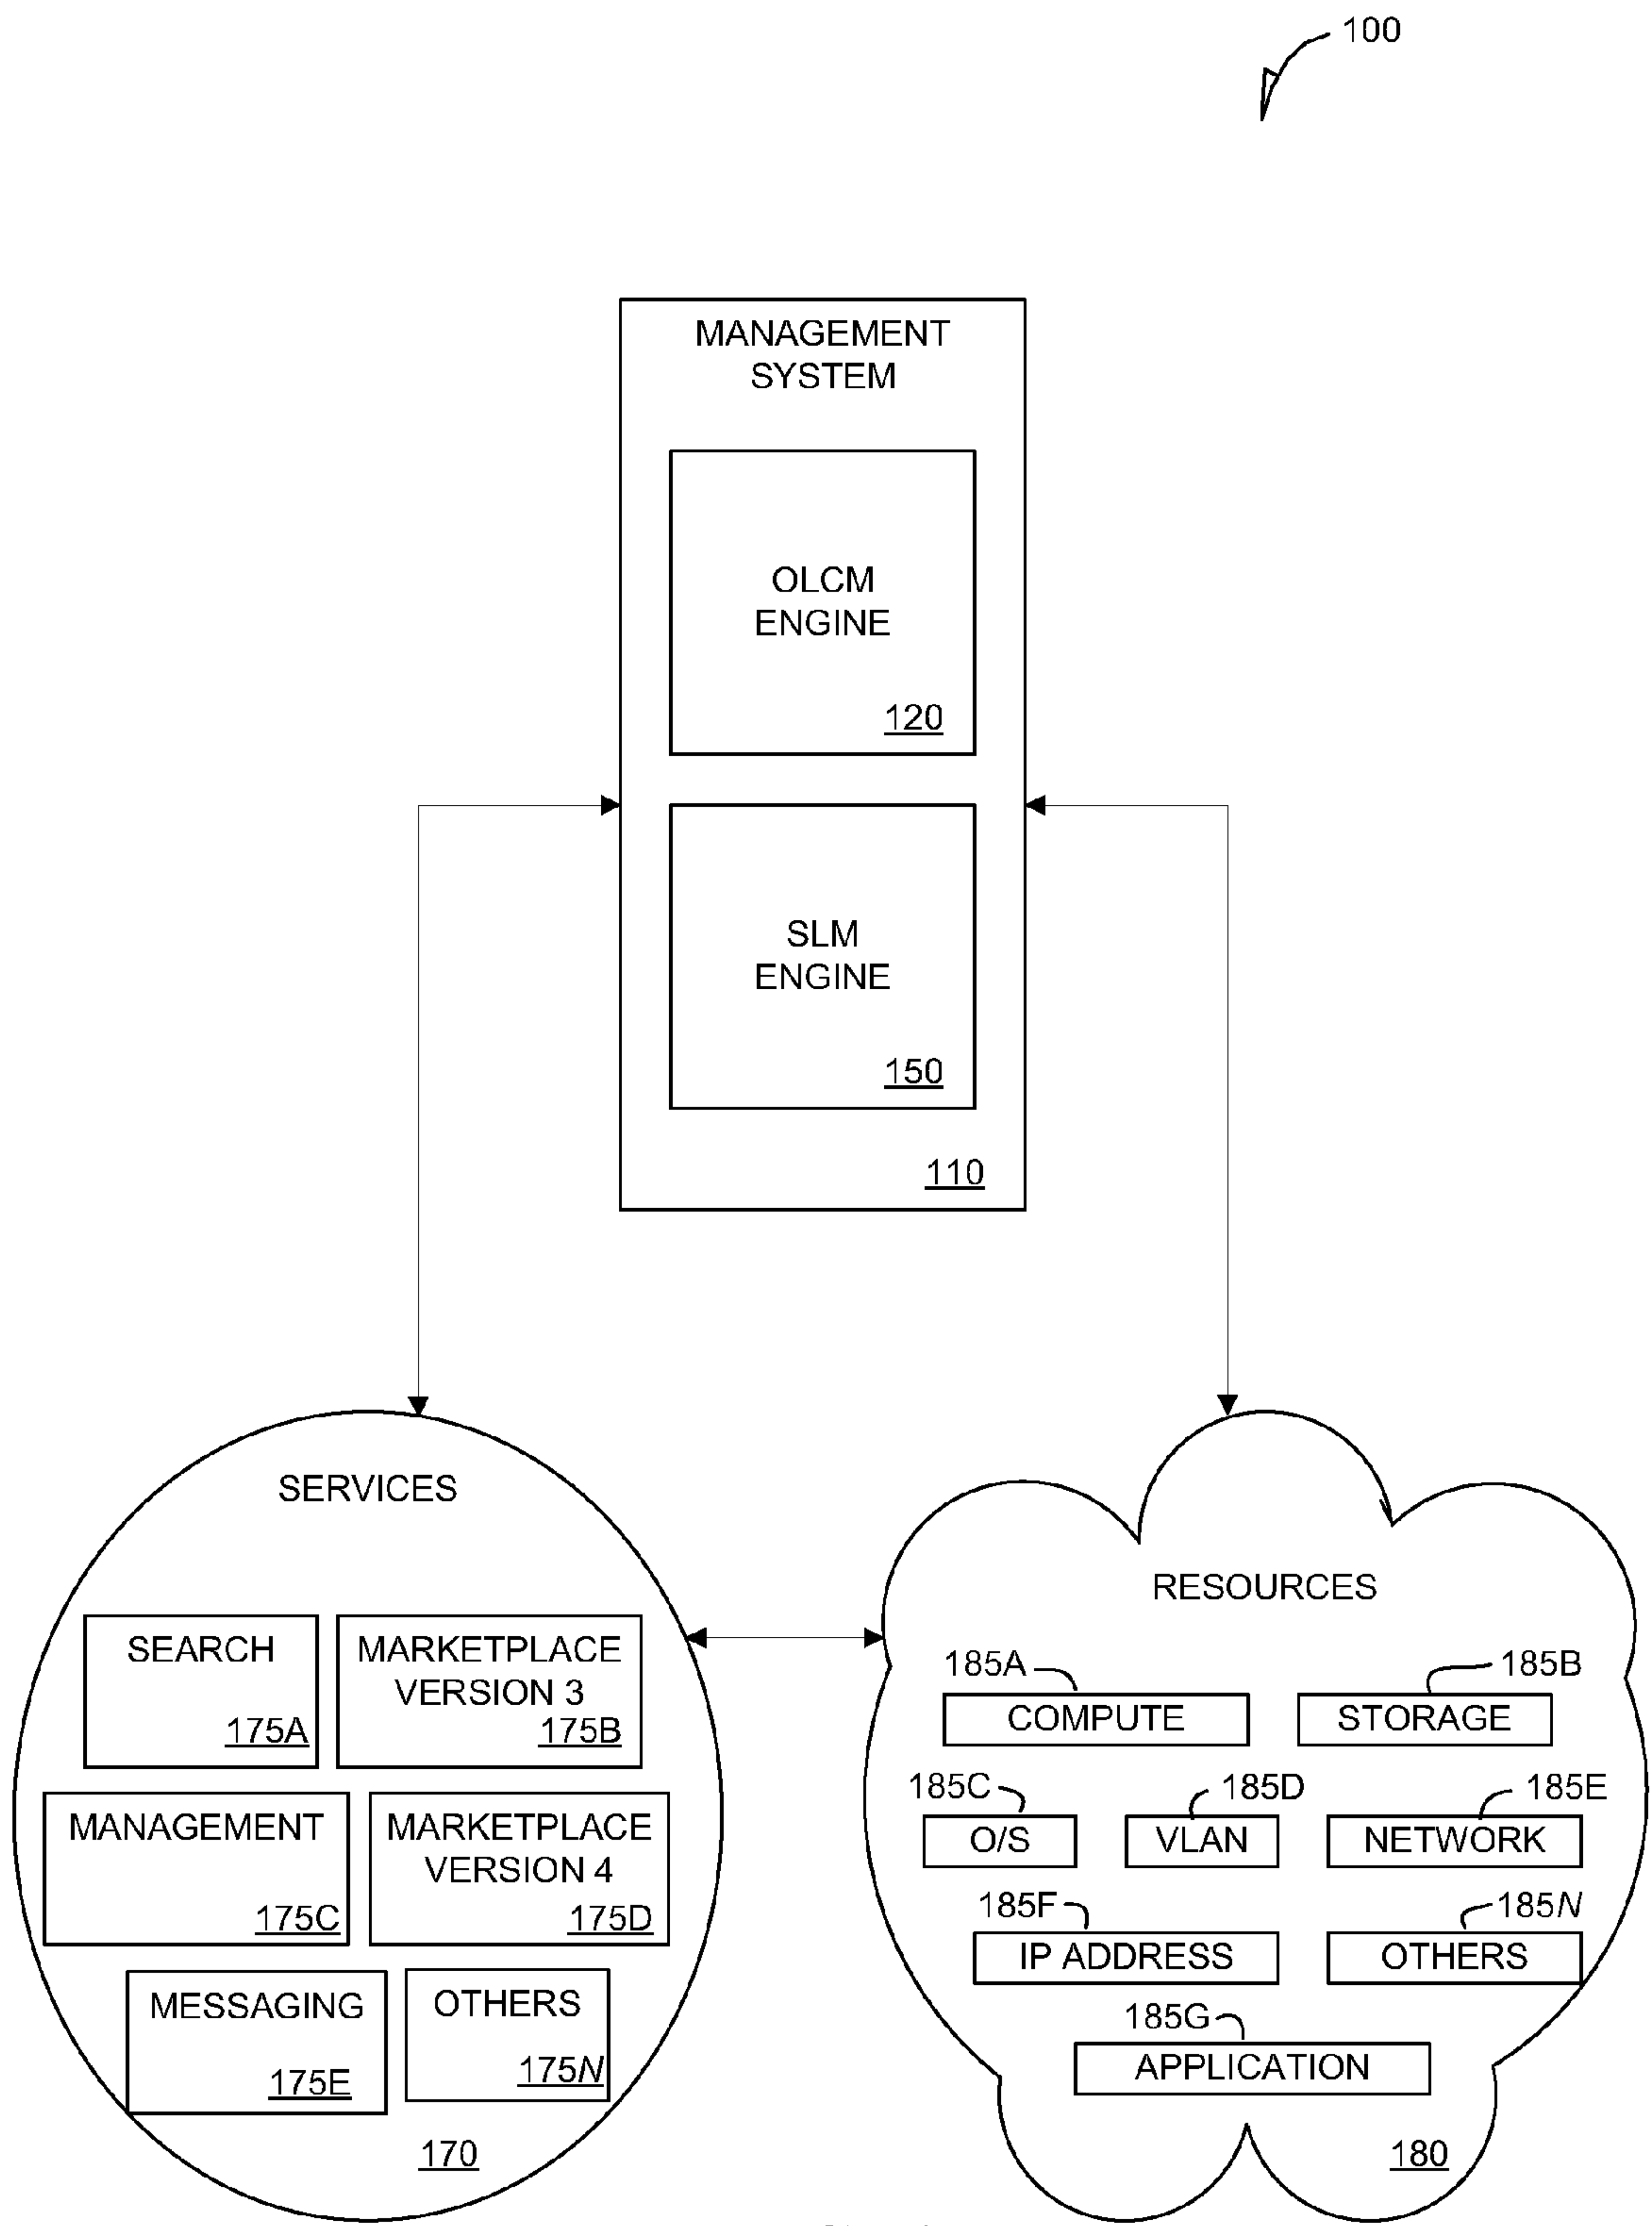 100
MANAGEMENT
SYSTEM
OLCM
ENGINE
120
SLM
ENGINE
150
110
SERVICES
SEARCH
175A
MARKETPLACE
VERSION 3
175B
MANAGEMENT
175C
MARKETPLACE
VERSION 4
175D
MESSAGING
175E
OTHERS
175N
170
RESOURCES
185A
COMPUTE
185B
STORAGE
185C
O/S
185D
VLAN
185E
NETWORK
185F
IP ADDRESS
185N
OTHERS
185G
APPLICATION
180